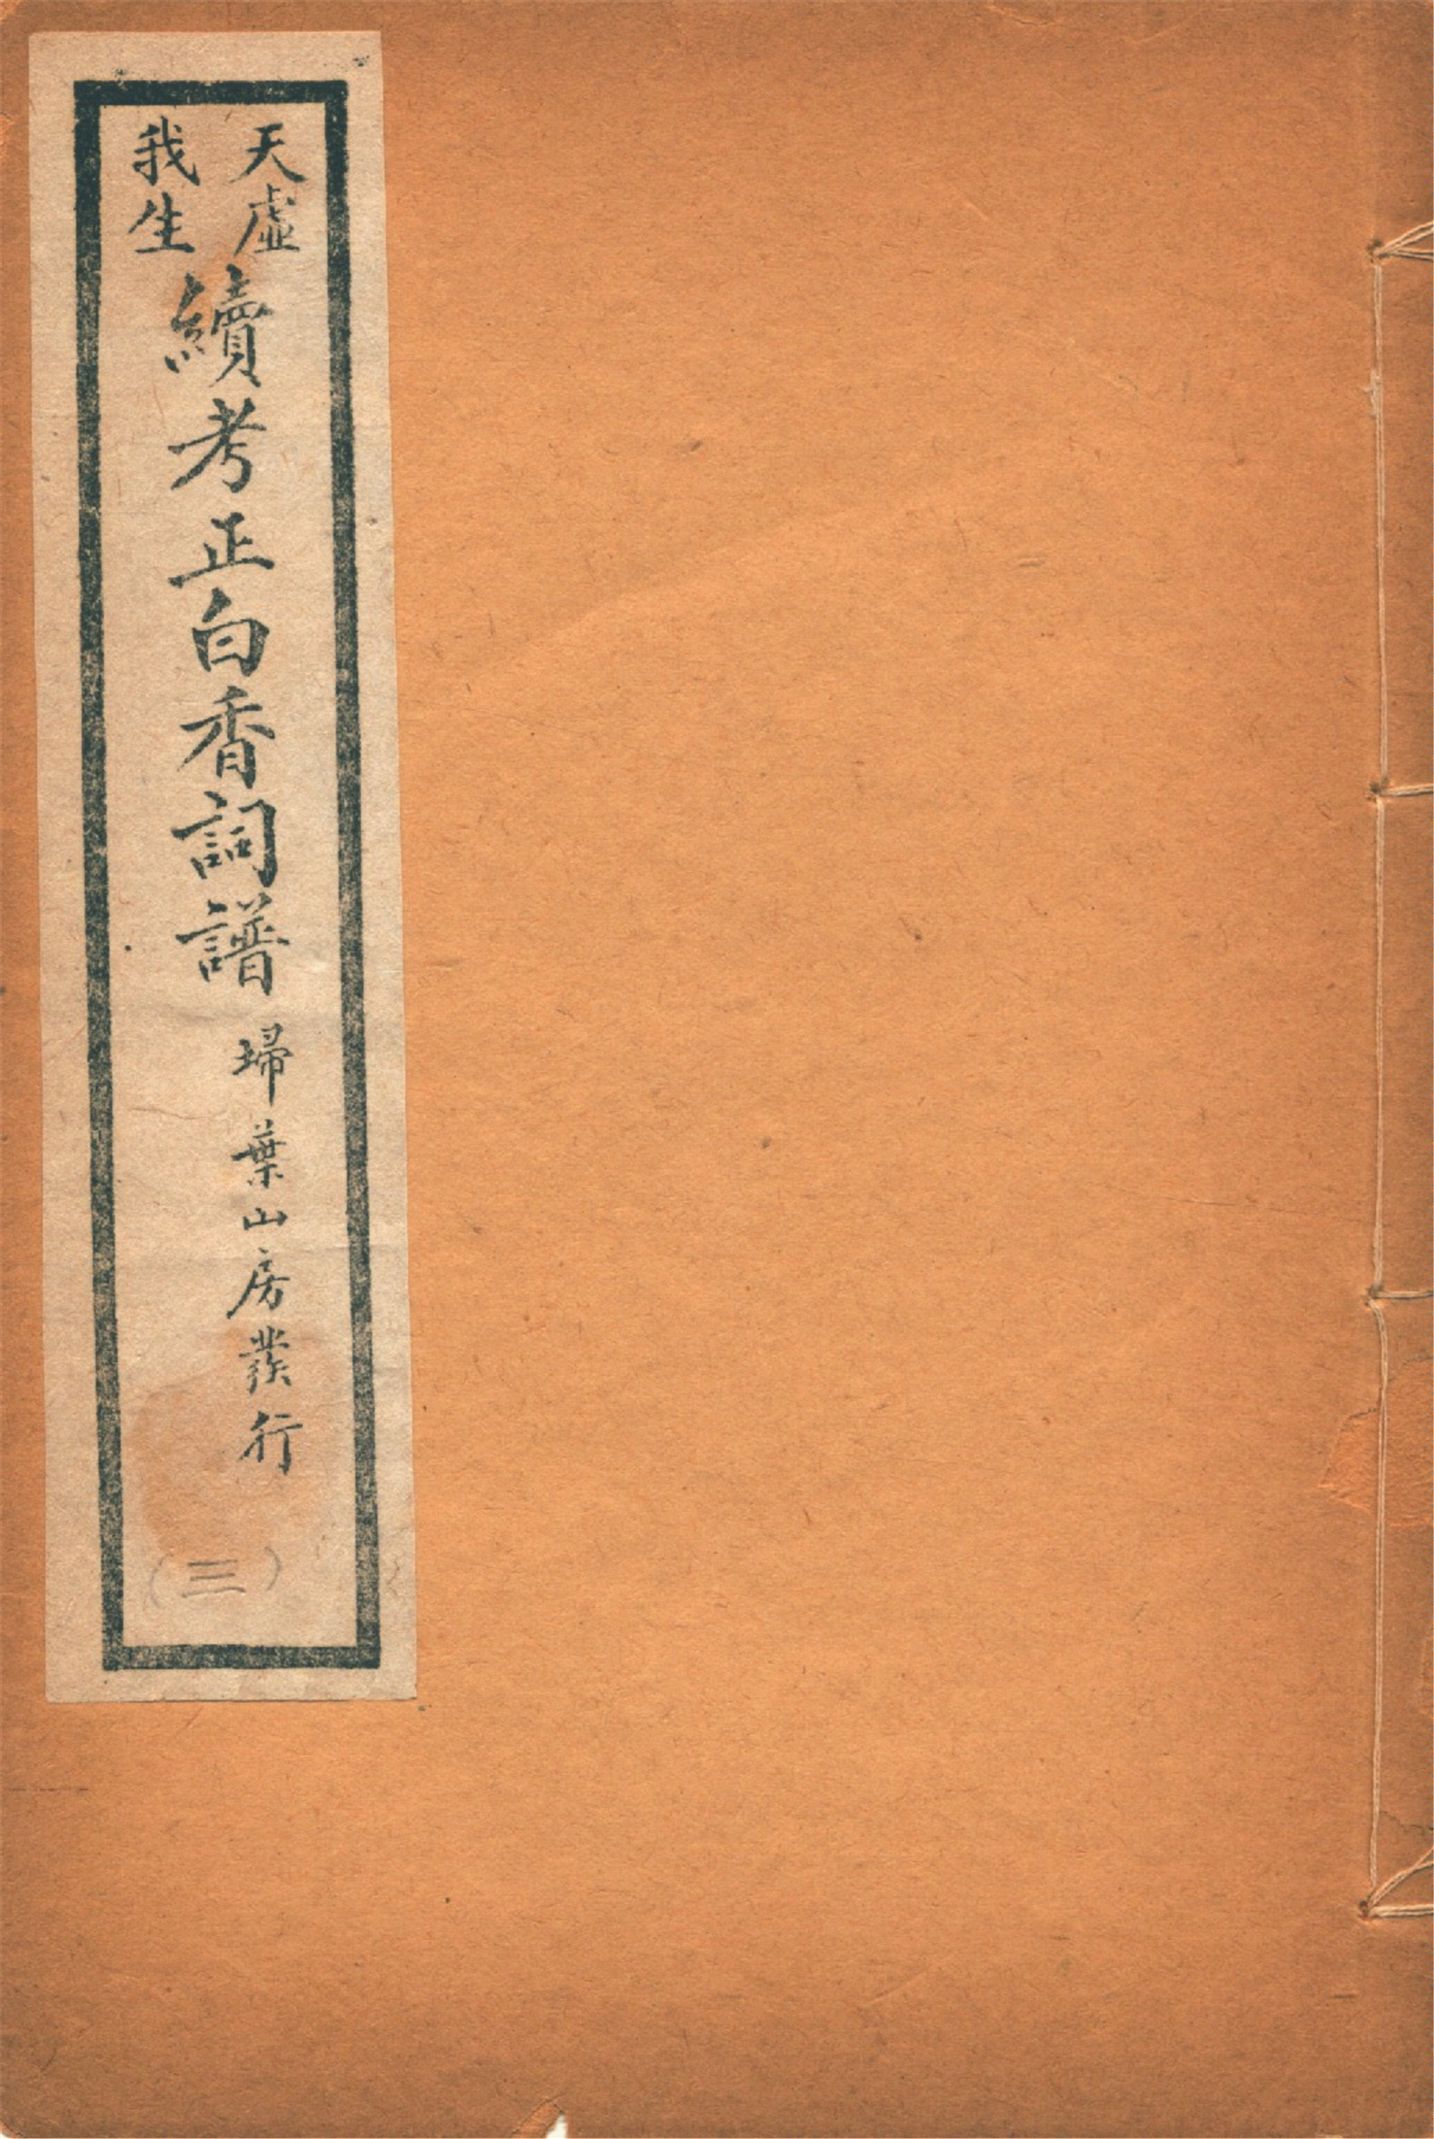 天虛
我生
續考正白香詞譜
埽葉山房發行
(三)